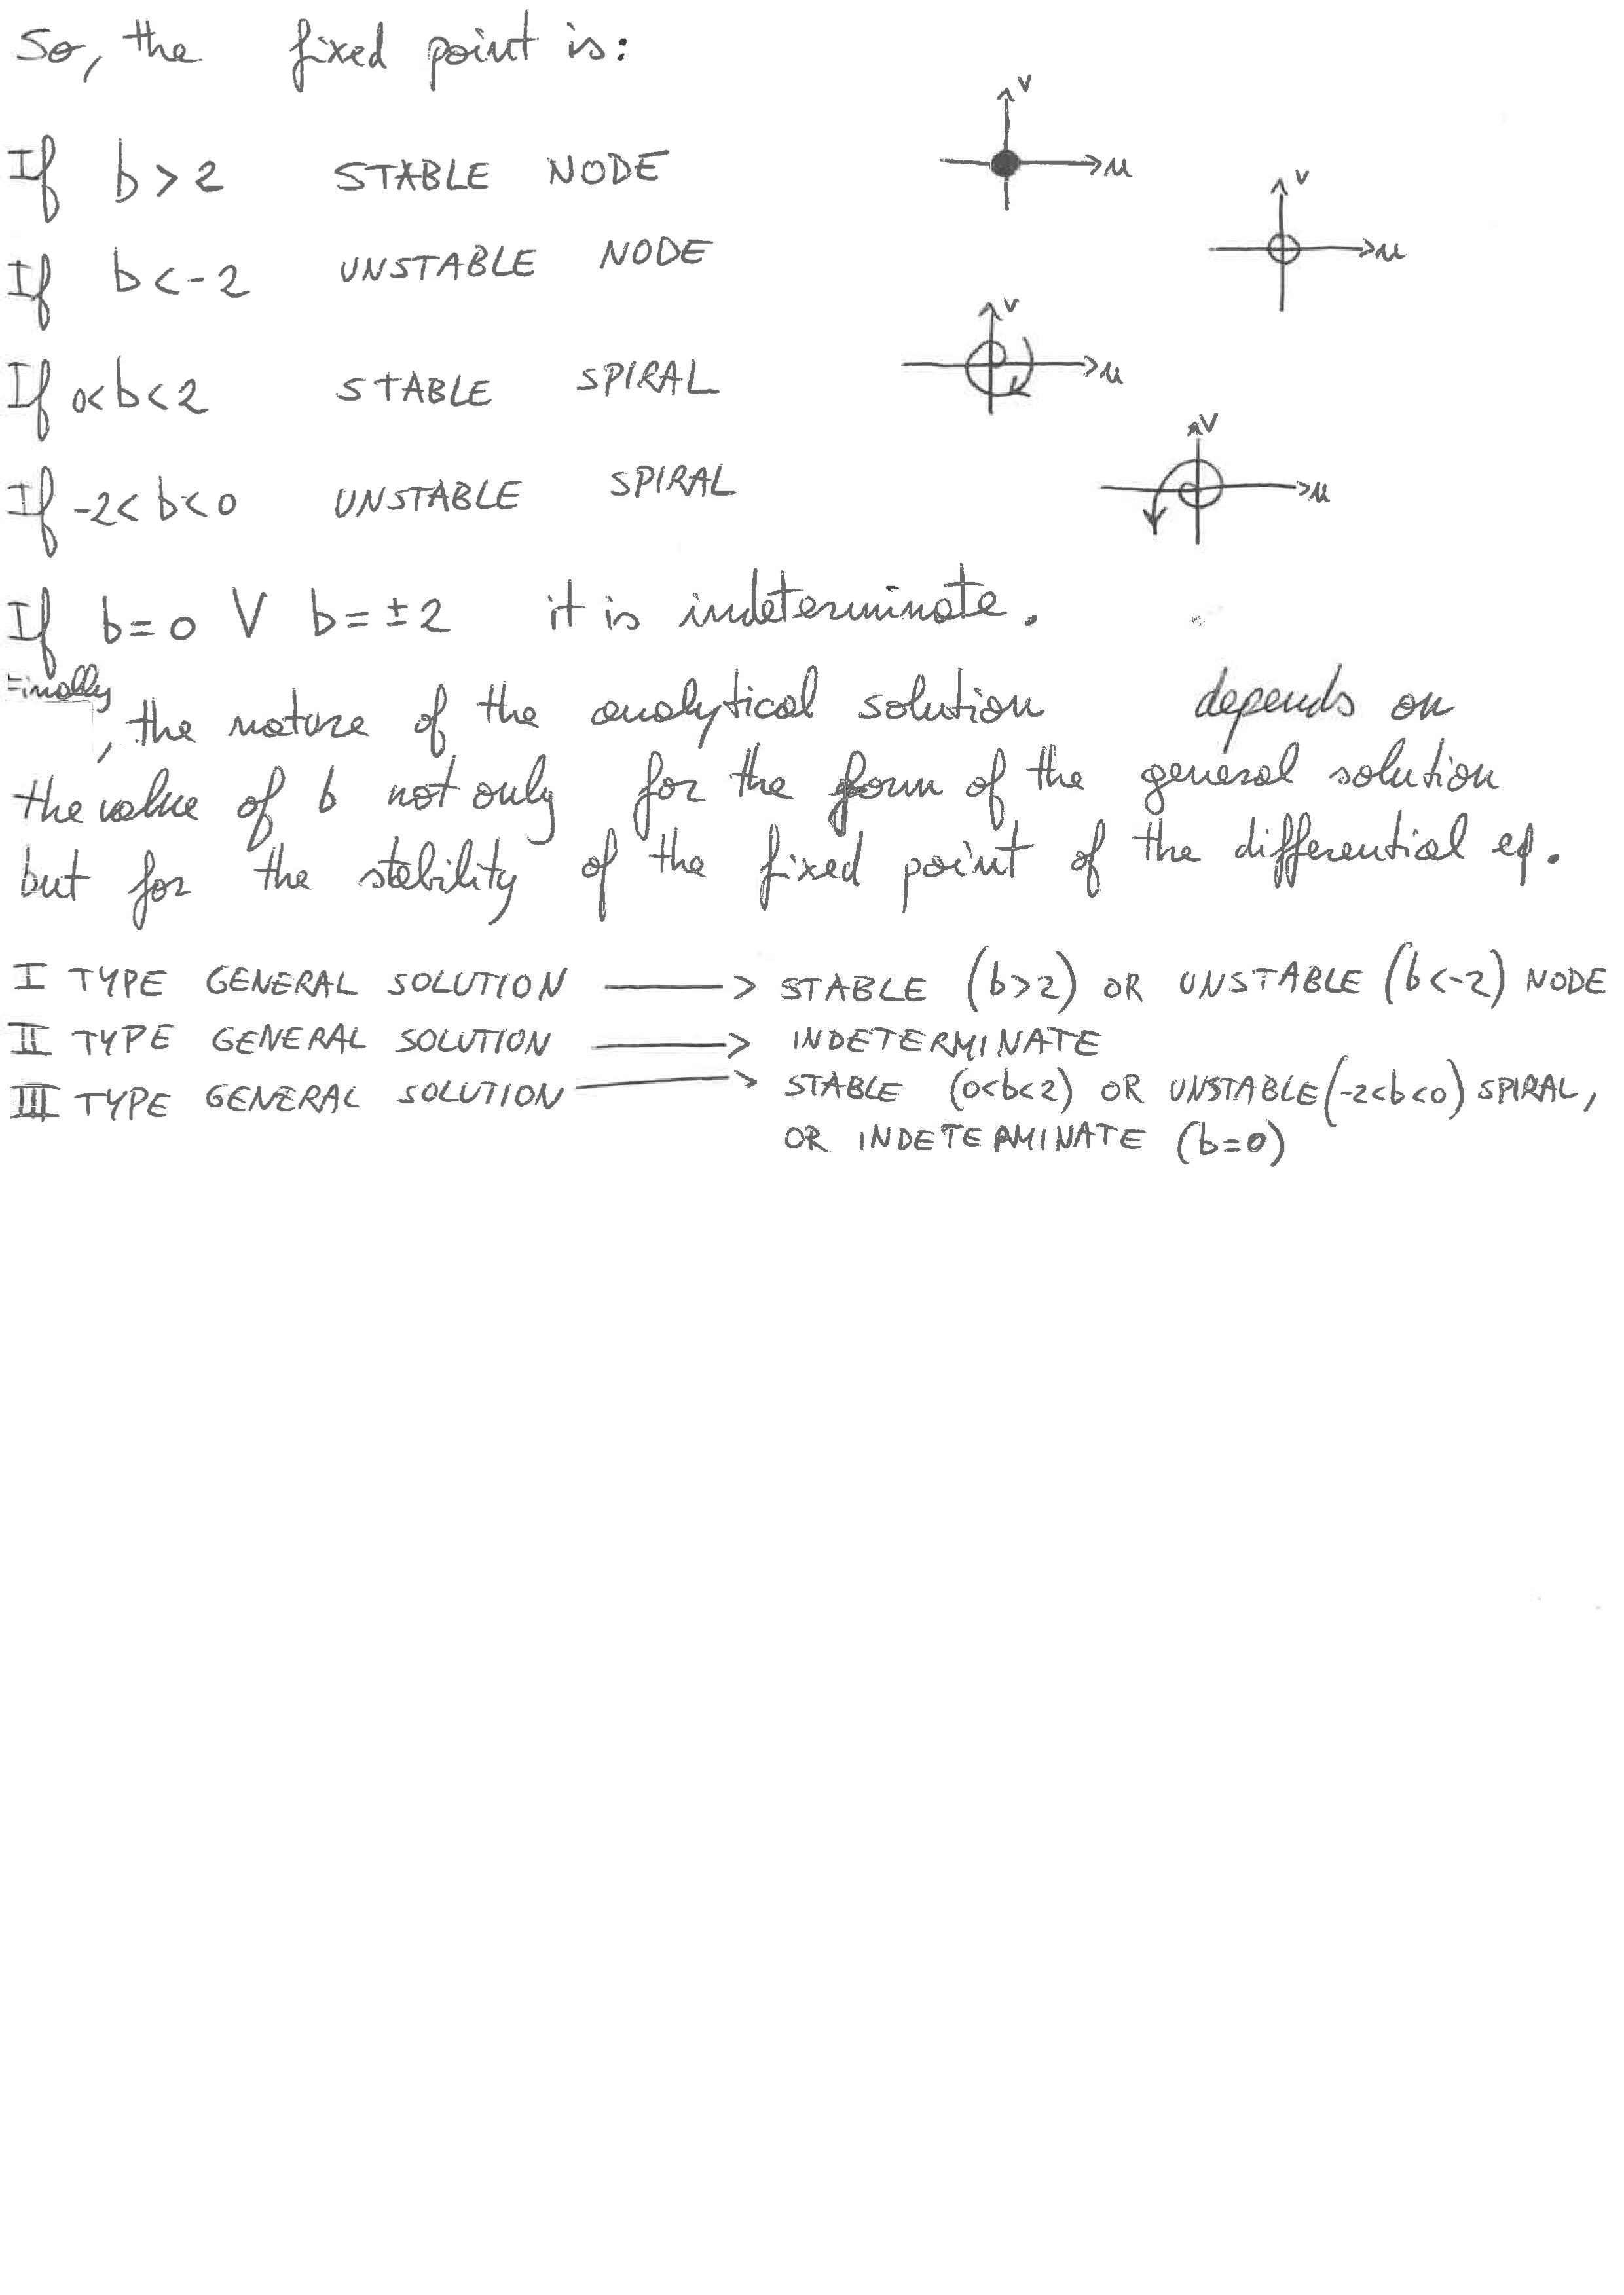 So, the fixed point is:
v
u
If b > 2 STABLE NODE
v
u
If b < -2 UNSTABLE NODE
v
u
If 0< b < 2 STABLE SPIRAL
v
u
If -2< b < 0 UNSTABLE SPIRAL
If b = 0 V b = ± 2 it is indeterminate.
Finally, the nature of the analytical solution depends on
the value of b not only for the form of the general solution
but for the stability of the fixed point of the differential eq.
I TYPE GENERAL SOLUTION ——> STABLE (b>2) OR UNSTABLE (b<-2) NODE
II TYPE GENERAL SOLUTION ——> INDETERMINATE
III TYPE GENERAL SOLUTION ——> STABLE (0<b<2) OR UNSTABLE (-2<b<0) SPIRAL,
OR INDETERMINATE (b=0)